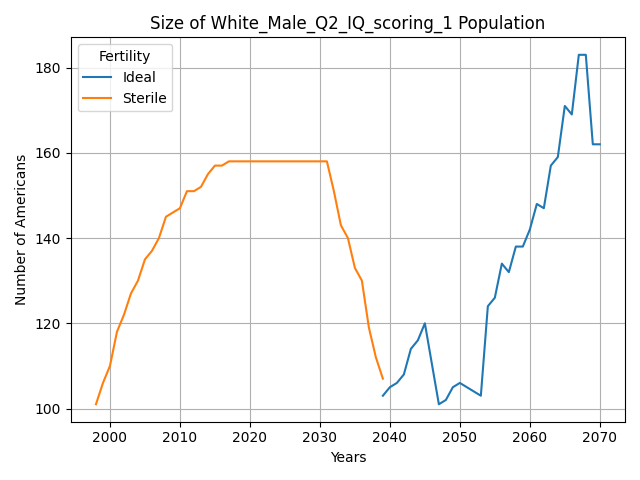 Size of White_Male_Q2_IQ_scoring_1 Population
Fertility
Ideal
Sterile
Number of Americans
180
160
140
120
100
2000 2010 2020 2030 2040 2050 2060 2070
Years